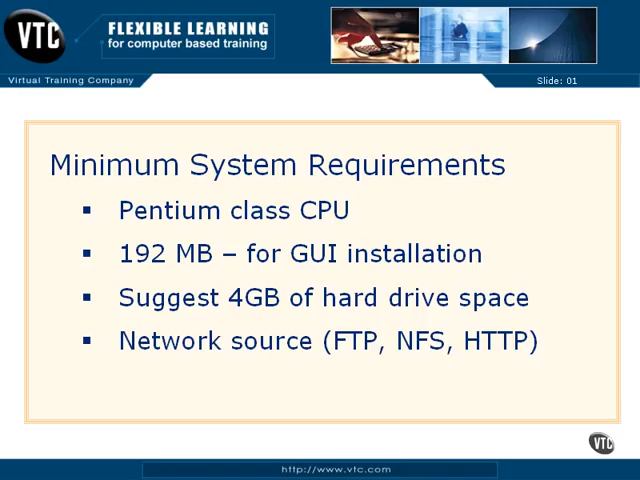 VTC
FLEXIBLE LEARNING
for computer based training
Virtual Training Company
Slide: 01
Minimum System Requirements
▪ Pentium class CPU
▪ 192 MB – for GUI installation
▪ Suggest 4GB of hard drive space
▪ Network source (FTP, NFS, HTTP)
VTC
http://www.vtc.com